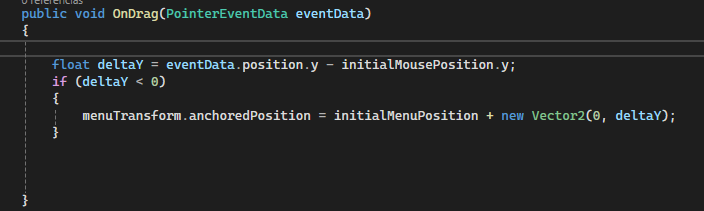 0 referencias
public void OnDrag(PointerEventData eventData)
{
float deltaY = eventData.position.y - initialMousePosition.y;
if (deltaY < 0)
{
menuTransform.anchoredPosition = initialMenuPosition + new Vector2(0, deltaY);
}
}